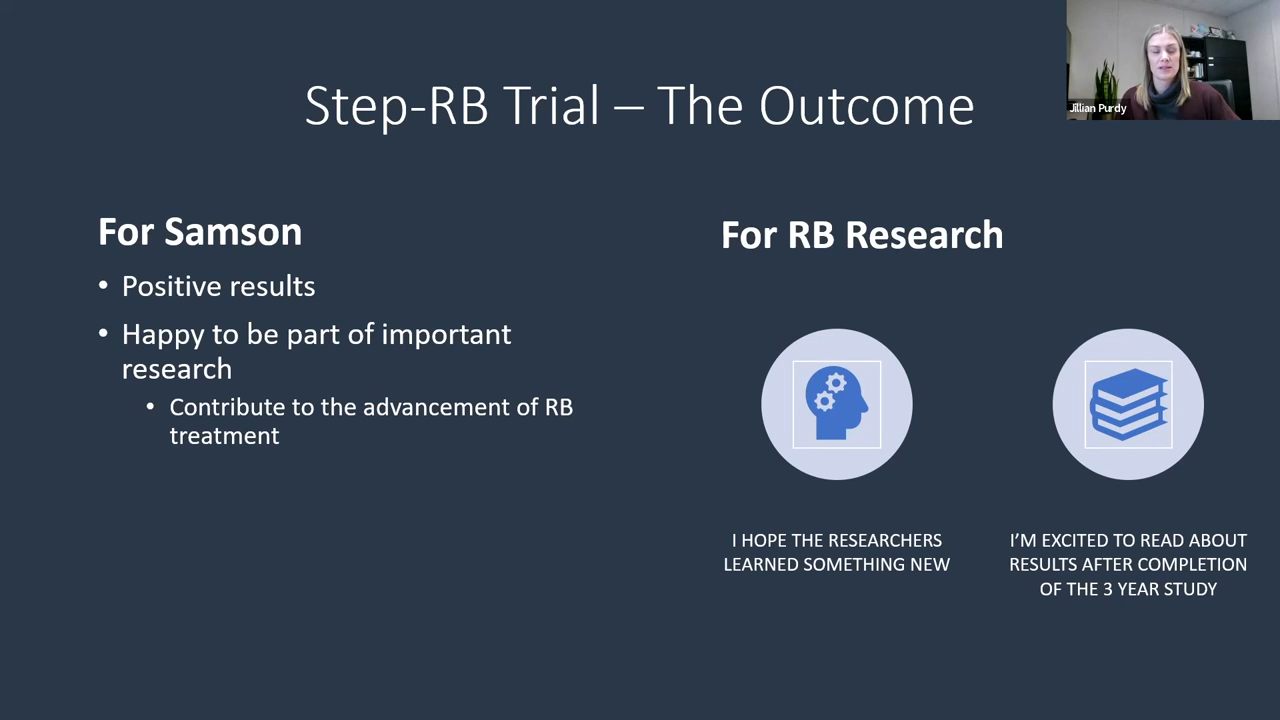 Step-RB Trial – The Outcome
Jillian Purdy
For Samson
• Positive results
• Happy to be part of important
research
• Contribute to the advancement of RB
treatment
For RB Research
I HOPE THE RESEARCHERS
LEARNED SOMETHING NEW
I’M EXCITED TO READ ABOUT
RESULTS AFTER COMPLETION
OF THE 3 YEAR STUDY